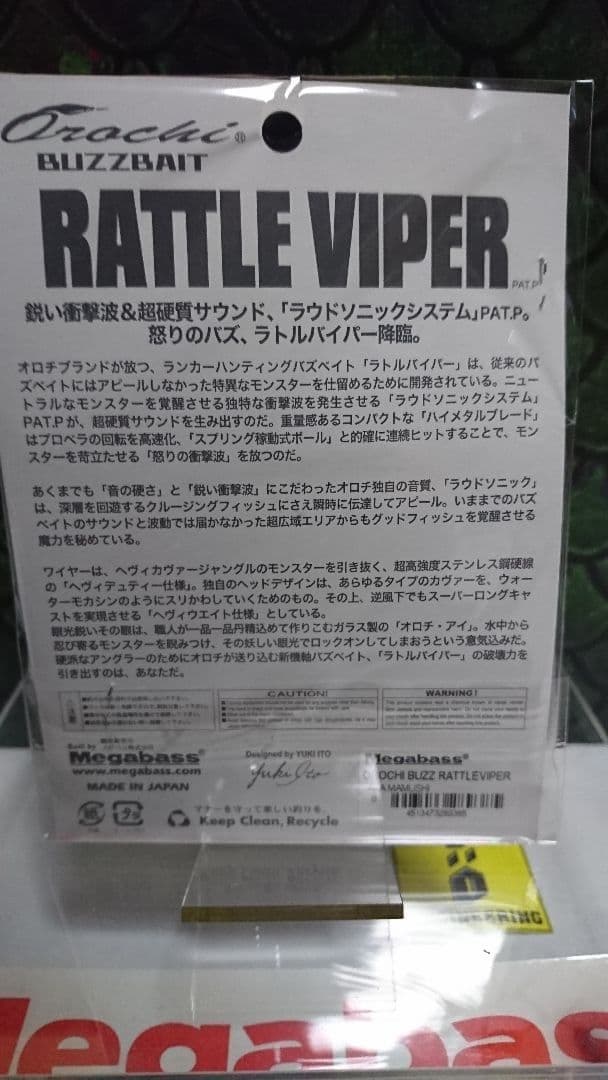 Orochi®
BUZZBAIT
RATTLE VIPER
PAT.P
鋭い衝撃波&超硬質サウンド、「ラウドソニックシステム」PAT.P。
怒りのバズ、ラトルバイパー降臨。
オロチブランドが放つ、ランカーハンティングバズベイト「ラトルバイパー」は、従来のバ
ズベイトにはアピールしなかった特異なモンスターを仕留めるために開発されている。ニュー
トラルなモンスターを覚醒させる独特な衝撃波を発生させる「ラウドソニックシステム」
PAT.Pが、超硬質サウンドを生み出すのだ。重量感あるコンパクトな「ハイメタルブレード」
はプロペラの回転を高速化、「スプリング稼動式ボール」と的確に連続ヒットすることで、モン
スターを苛立たせる「怒りの衝撃波」を放つのだ。
あくまでも「音の硬さ」と「鋭い衝撃波」にこだわったオロチ独自の音質、「ラウドソニック」
は、深層を回遊するクルージングフィッシュにさえ瞬時に伝達してアピール。いままでのバズ
ベイトのサウンドと波動では届かなかった超広域エリアからもグッドフィッシュを覚醒させる
魔力を秘めている。
ワイヤーは、ヘヴィカヴァージャングルのモンスターを引き抜く、超高強度ステンレス鋼硬線
の「ヘヴィデューティー仕様」。独自のヘッドデザインは、あらゆるタイプのカヴァーを、ウォー
ターモカシンのようにスリかわしていくためのもの。その上、逆風下でもスーパーロングキャ
ストを実現させる「ヘヴィウエイト仕様」としている。
眼光鋭いその眼は、職人が一品一品丹精込めて作りこむガラス製の「オロチ・アイ」。水中から
忍び寄るモンスターを睨みつけ、その妖しい眼光でロックオンしてしまおうという意気込みだ。
硬派なアングラーのためにオロチが送り込む新機軸バズベイト、「ラトルバイパー」の破壊力を
引き出すのは、あなただ。
CAUTION!
WARNING!
Built by
Megabass®
www.megabass.com
MADE IN JAPAN
Designed by YUKI ITO
Yuki Ito
Megabass®
OROCHI BUZZ RATTLEVIPER
MAMUSHI
紙
プラ
マナーを守って楽しい釣りを。
Keep Clean, Recycle
Megabass